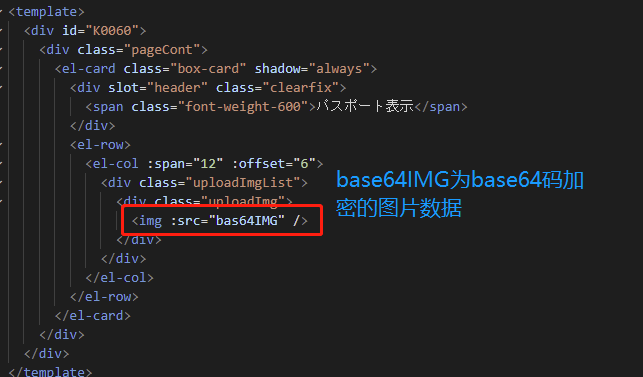 <template>
<div id="K0060">
<div class="pageCont">
<el-card class="box-card" shadow="always">
<div slot="header" class="clearfix">
<span class="font-weight-600">パスポート表示</span>
</div>
<el-row>
<el-col :span="12" :offset="6">
<div class="uploadImgList">
<div class="uploadImg">
<img :src="bas64IMG" />
</div>
</div>
</el-col>
</el-row>
</el-card>
</div>
</div>
</template>
base64IMG为base64码加
密的图片数据